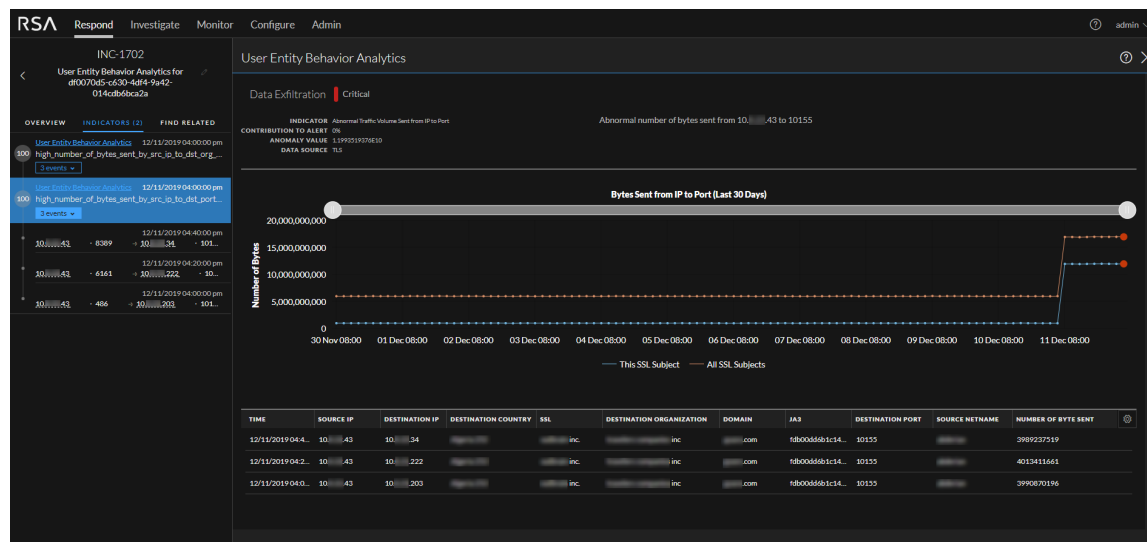 RSA Respond Investigate Monitor Configure Admin admin
INC-1702
User Entity Behavior Analytics for
df0070d5-c630-4df4-9a42-
014cdb6bca2a
OVERVIEW INDICATORS (2) FIND RELATED
User Entity Behavior Analytics 12/11/2019 04:00:00 pm
100 high_number_of_bytes_sent_by_src_ip_to_dst_org_...
3 events
User Entity Behavior Analytics 12/11/2019 04:00:00 pm
100 high_number_of_bytes_sent_by_src_ip_to_dst_port...
3 events
12/11/2019 04:40:00 pm
10. .43 • 8389 → 10. .34 • 101...
12/11/2019 04:20:00 pm
10. .43 • 6161 → 10. .222 • 10...
12/11/2019 04:00:00 pm
10. .43 • 486 → 10. .203 • 101...
User Entity Behavior Analytics
Data Exfiltration Critical
INDICATOR Abnormal Traffic Volume Sent from IP to Port
CONTRIBUTION TO ALERT 0%
ANOMALY VALUE 1.1993519376E10
DATA SOURCE TLS
Abnormal number of bytes sent from 10. .43 to 10155
Bytes Sent from IP to Port (Last 30 Days)
Number of Bytes
20,000,000,000
15,000,000,000
10,000,000,000
5,000,000,000
0
30 Nov 08:00 01 Dec 08:00 02 Dec 08:00 03 Dec 08:00 04 Dec 08:00 05 Dec 08:00 06 Dec 08:00 07 Dec 08:00 08 Dec 08:00 09 Dec 08:00 10 Dec 08:00 11 Dec 08:00
This SSL Subject All SSL Subjects
TIME SOURCE IP DESTINATION IP DESTINATION COUNTRY SSL DESTINATION ORGANIZATION DOMAIN JA3 DESTINATION PORT SOURCE NETNAME NUMBER OF BYTE SENT
12/11/2019 04:4... 10. .43 10. .34 inc. inc .com fdb00dd6b1c14... 10155 3989237519
12/11/2019 04:2... 10. .43 10. .222 inc. inc .com fdb00dd6b1c14... 10155 4013411661
12/11/2019 04:0... 10. .43 10. .203 inc. inc .com fdb00dd6b1c14... 10155 3990870196